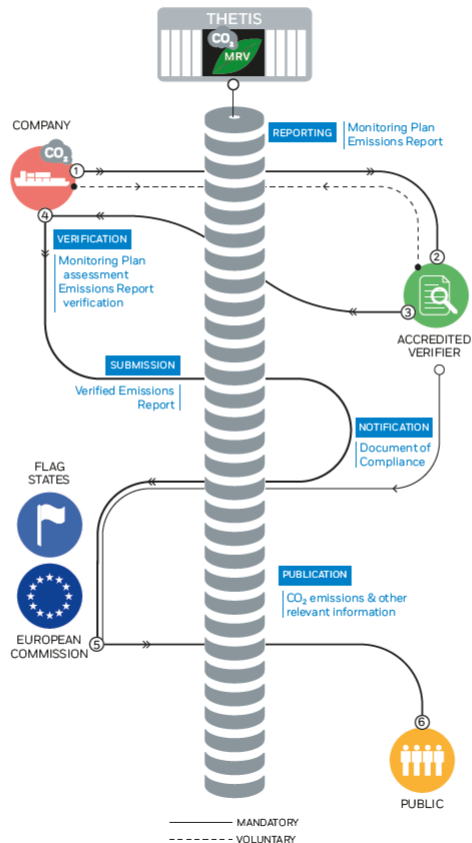 THETIS
CO₂
MRV
COMPANY
CO₂
REPORTING
Monitoring Plan
Emissions Report
1
2
3
4
VERIFICATION
Monitoring Plan
assessment
Emissions Report
verification
ACCREDITED
VERIFIER
SUBMISSION
Verified Emissions
Report
NOTIFICATION
Document of
Compliance
FLAG
STATES
PUBLICATION
CO₂ emissions & other
relevant information
EUROPEAN
COMMISSION
5
6
PUBLIC
MANDATORY
VOLUNTARY